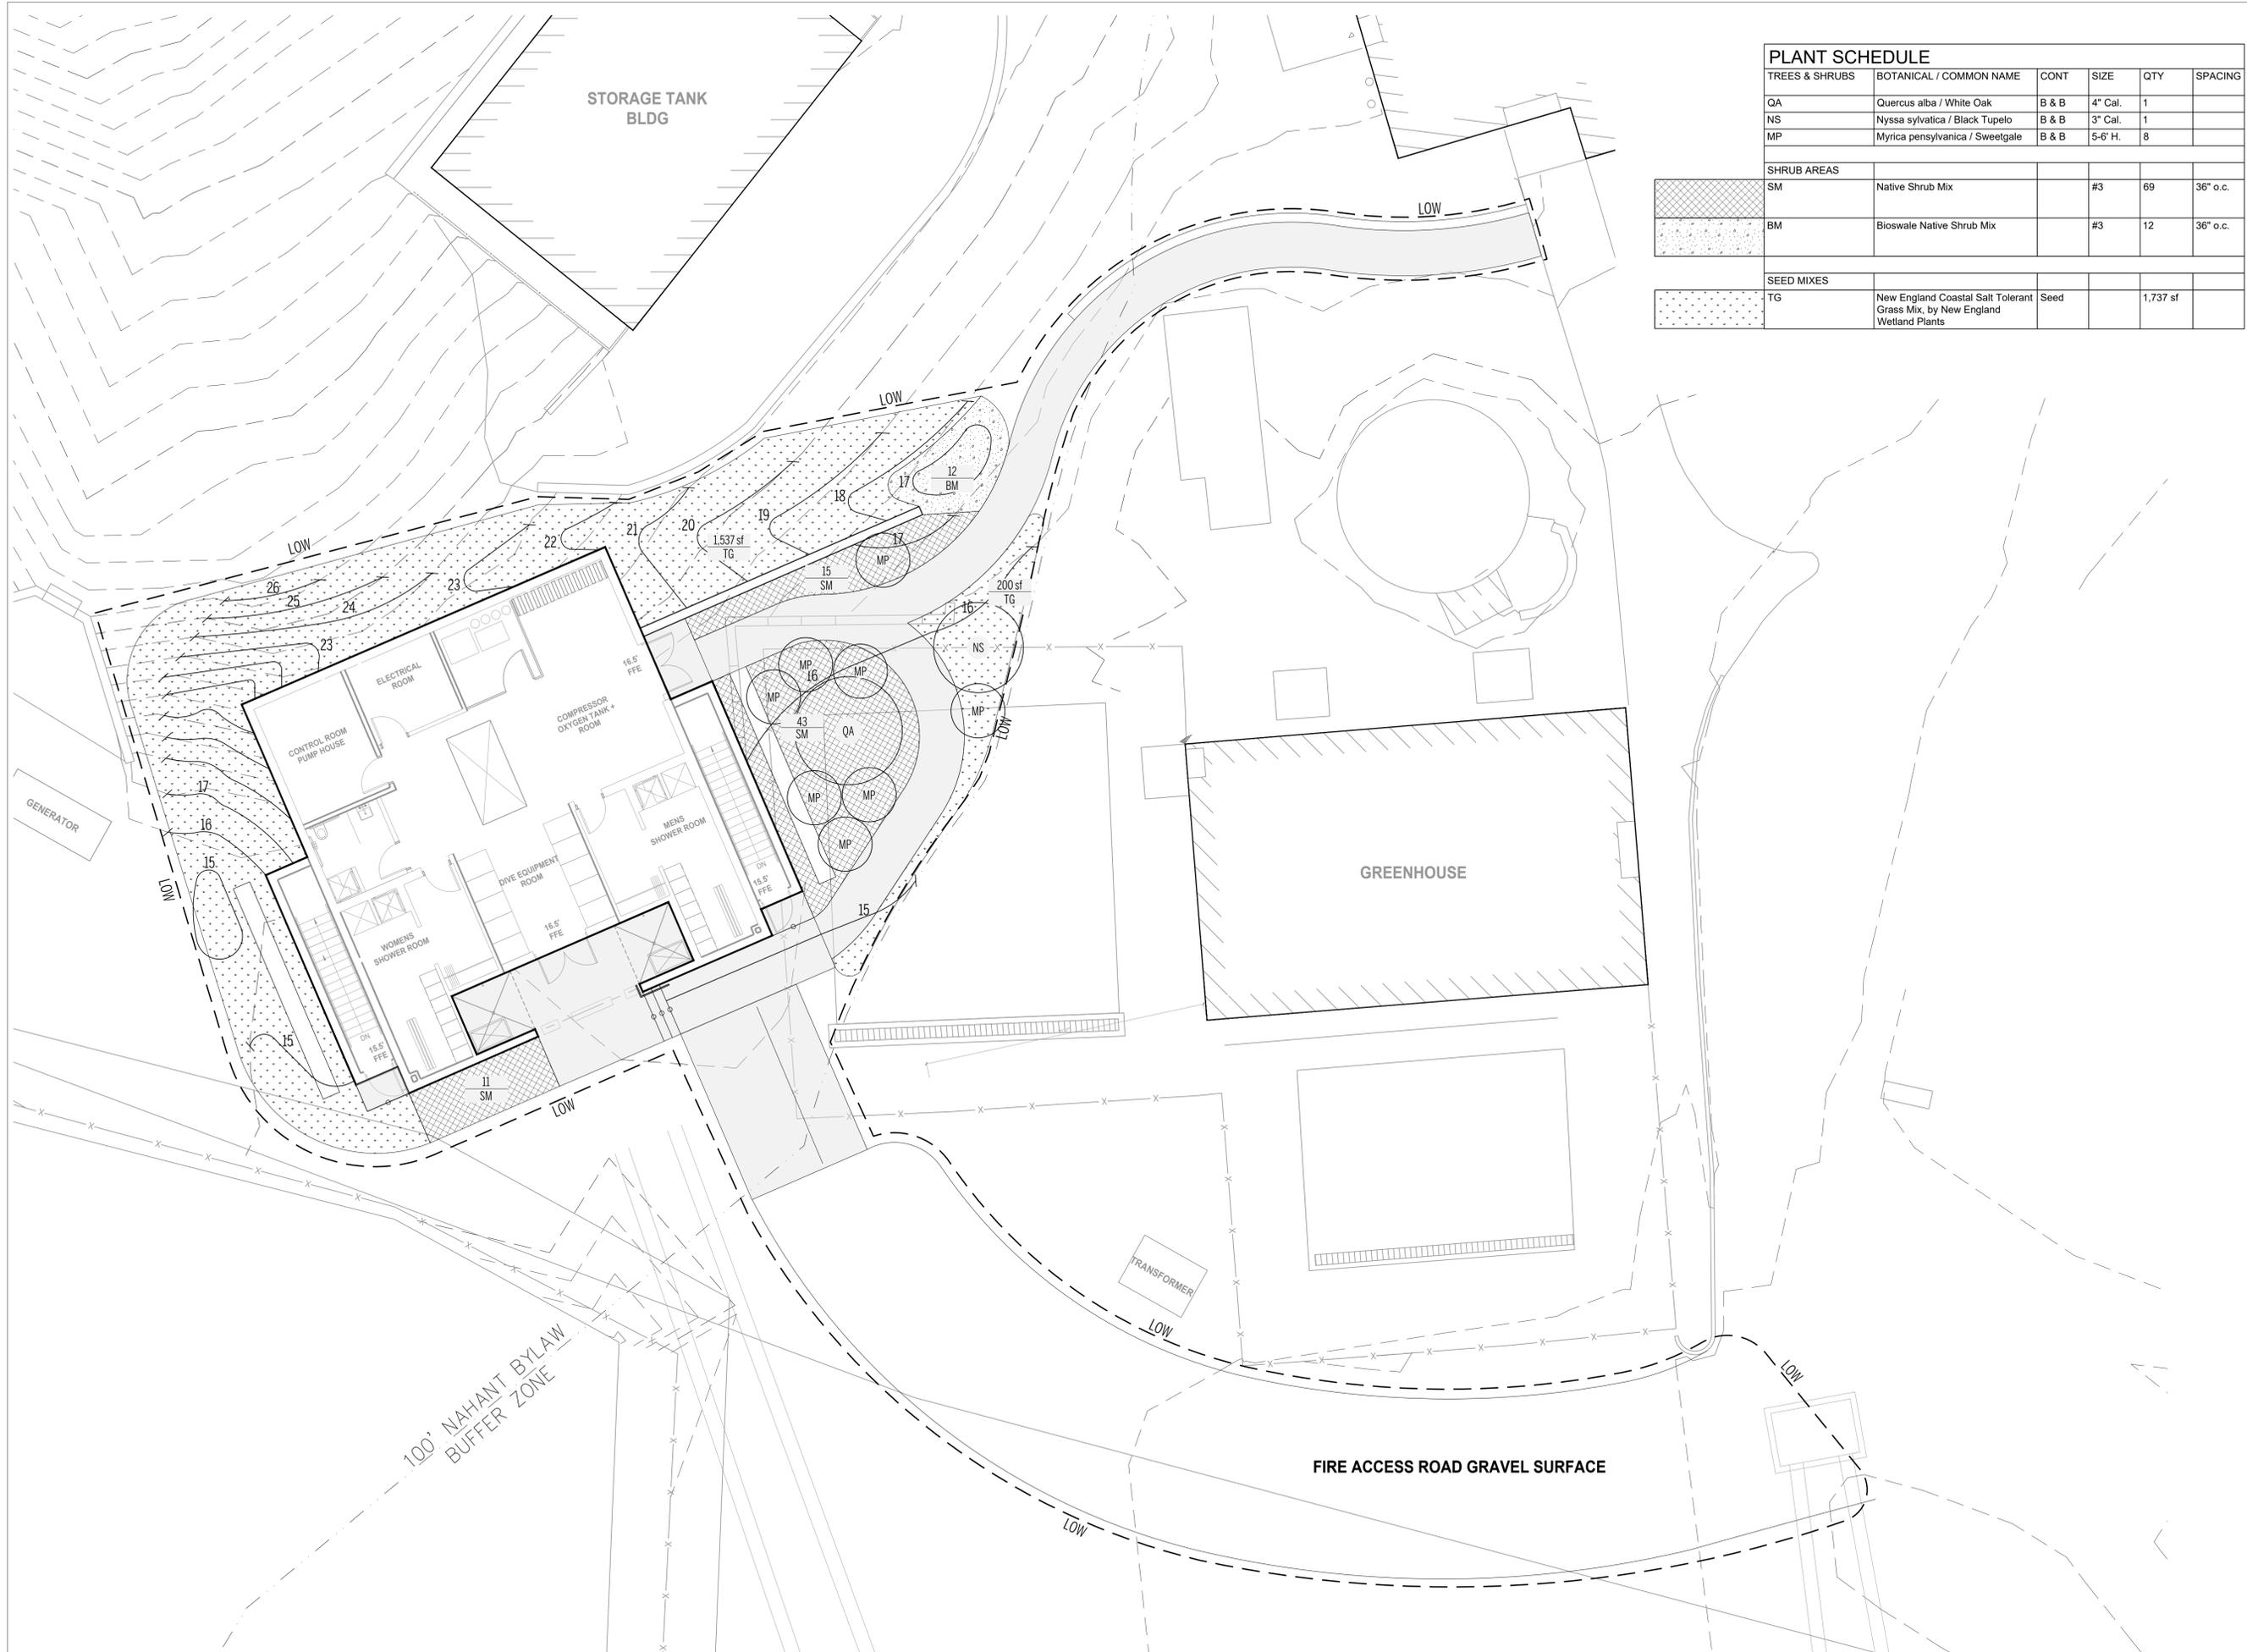 PLANT SCHEDULE
TREES & SHRUBS BOTANICAL / COMMON NAME CONT SIZE QTY SPACING
QA Quercus alba / White Oak B & B 4" Cal. 1
NS Nyssa sylvatica / Black Tupelo B & B 3" Cal. 1
MP Myrica pensylvanica / Sweetgale B & B 5-6' H. 8
SHRUB AREAS
SM Native Shrub Mix #3 69 36" o.c.
BM Bioswale Native Shrub Mix #3 12 36" o.c.
SEED MIXES
TG New England Coastal Salt Tolerant Seed 1,737 sf
Grass Mix, by New England
Wetland Plants
STORAGE TANK
BLDG
LOW
LOW
LOW
12
BM
17
18
19
20
21
22
23
1,537 sf
TG
17
MP
15
SM
200 sf
TG
16
26
25
24
23
NS
MP
LOW
MP
16
MP
MP
43
SM
QA
MP
MP
MP
15
16.5'
FFE
ELECTRICAL
ROOM
COMPRESSOR
OXYGEN TANK +
ROOM
CONTROL ROOM
PUMP HOUSE
MENS
SHOWER ROOM
DN
15.5'
FFE
DIVE EQUIPMENT
ROOM
16.5'
FFE
WOMENS
SHOWER ROOM
DN
15.5'
FFE
GENERATOR
17
16
15
LOW
15
11
SM
LOW
GREENHOUSE
TRANSFORMER
LOW
LOW
100' NAHANT BYLAW
BUFFER ZONE
FIRE ACCESS ROAD GRAVEL SURFACE
LOW